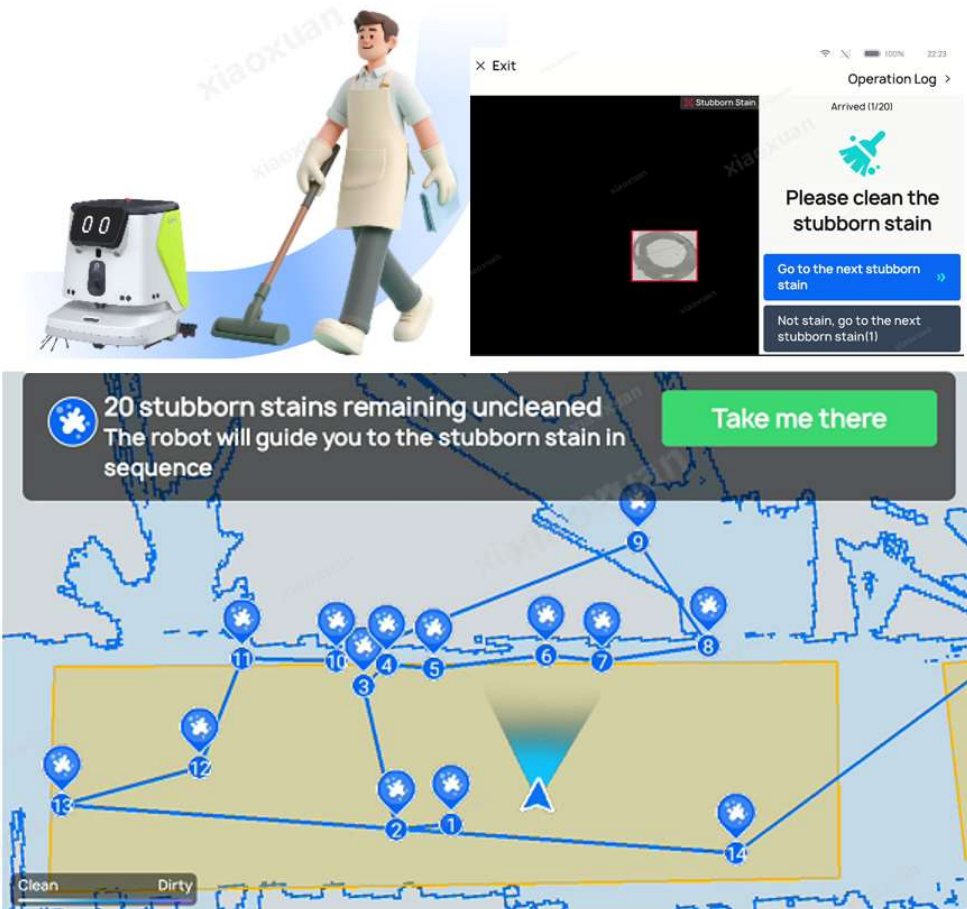 xiaoxuan
00
× Exit
100% 22:23
Operation Log >
Stubborn Stain
Arrived (1/20)
Please clean the
stubborn stain
Go to the next stubborn
stain
Not stain, go to the next
stubborn stain(1)
20 stubborn stains remaining uncleaned
The robot will guide you to the stubborn stain in
sequence
Take me there
9
8
11
10
4
5
6
7
3
12
13
2
1
14
Clean Dirty